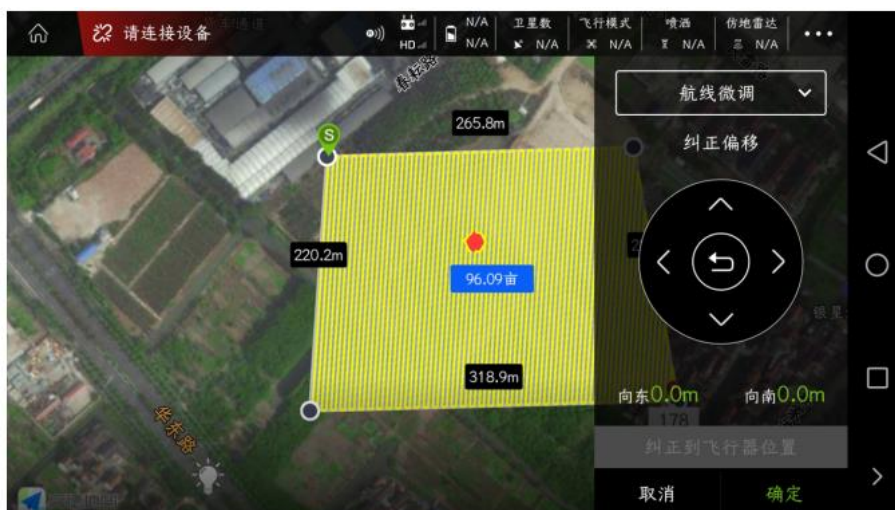 请连接设备
HD
N/A
N/A
卫星数
N/A
飞行模式
N/A
喷洒
N/A
仿地雷达
N/A
航线微调
纠正偏移
春耘路
265.8m
S
220.2m
96.09亩
318.9m
华东路
银星
向东0.0m
向南0.0m
178
纠正到飞行器位置
取消
确定